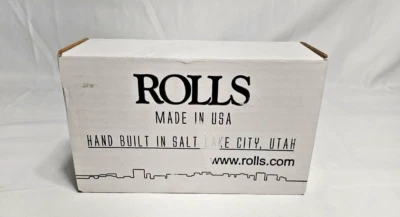 ROLLS
MADE IN USA
HAND BUILT IN SALT LAKE CITY, UTAH
www.rolls.com